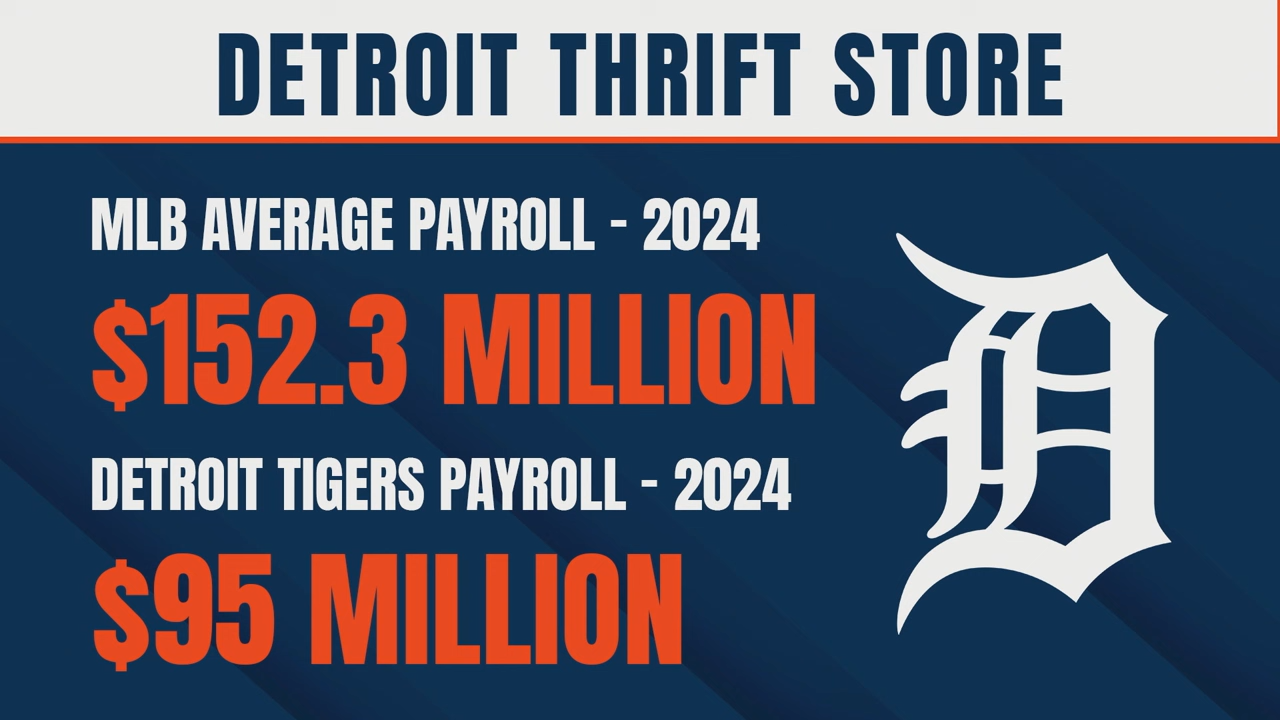 DETROIT THRIFT STORE
MLB AVERAGE PAYROLL - 2024
$152.3 MILLION
DETROIT TIGERS PAYROLL - 2024
$95 MILLION
D